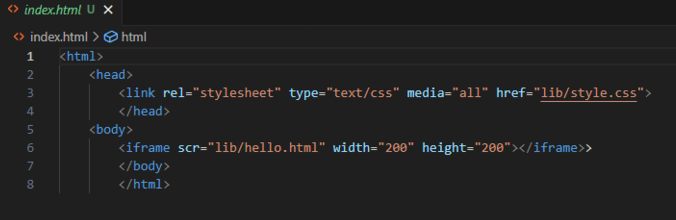 index.html U ×
index.html > html
1 <html>
2 <head>
3 <link rel="stylesheet" type="text/css" media="all" href="lib/style.css">
4 </head>
5 <body>
6 <iframe scr="lib/hello.html" width="200" height="200"></iframe>>
7 </body>
8 </html>